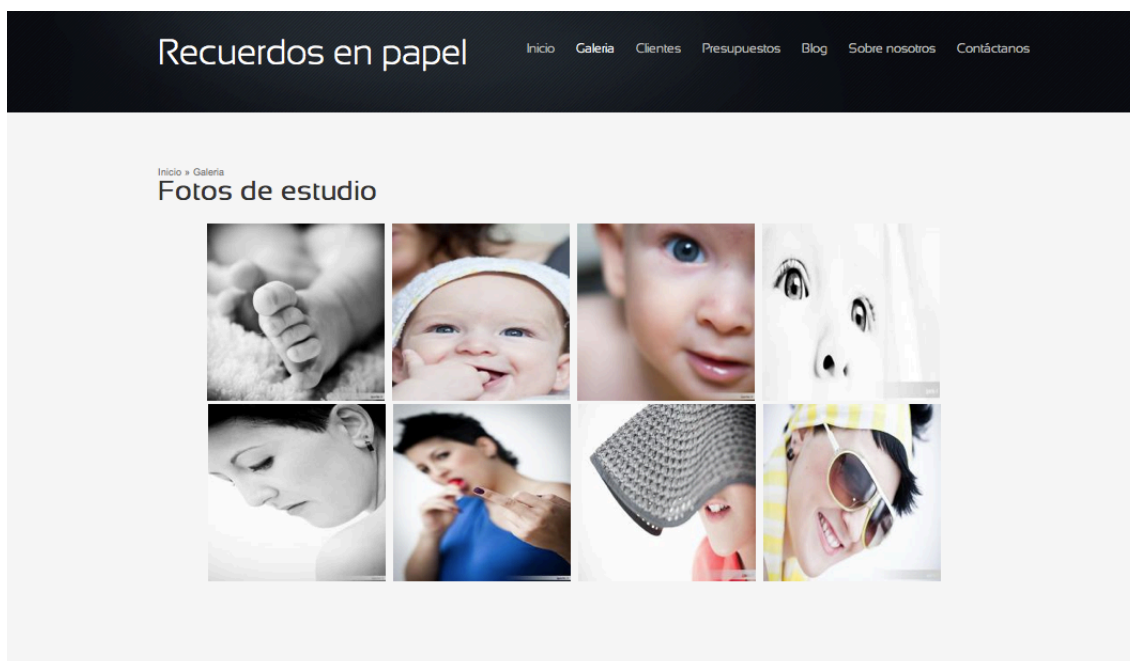 Recuerdos en papel
Inicio Galeria Clientes Presupuestos Blog Sobre nosotros Contáctanos
Inicio » Galeria
Fotos de estudio